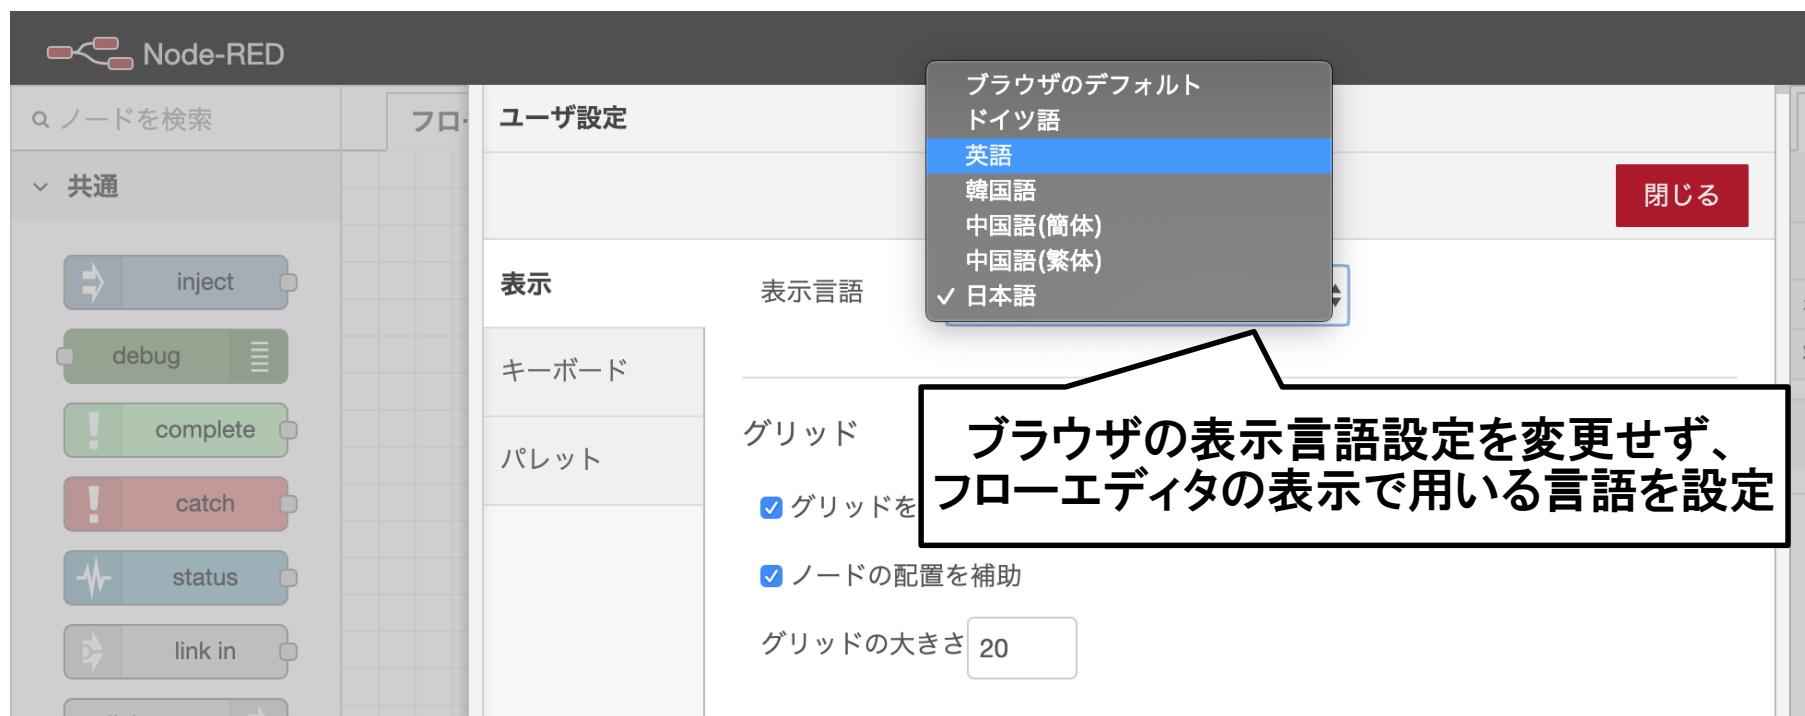 Node-RED
ノードを検索
共通
inject
debug
complete
catch
status
link in
フロー
ユーザ設定
閉じる
表示
キーボード
パレット
表示言語
ブラウザのデフォルト
ドイツ語
英語
韓国語
中国語(簡体)
中国語(繁体)
✓ 日本語
グリッド
グリッドを
ノードの配置を補助
グリッドの大きさ 20
ブラウザの表示言語設定を変更せず、
フローエディタの表示で用いる言語を設定